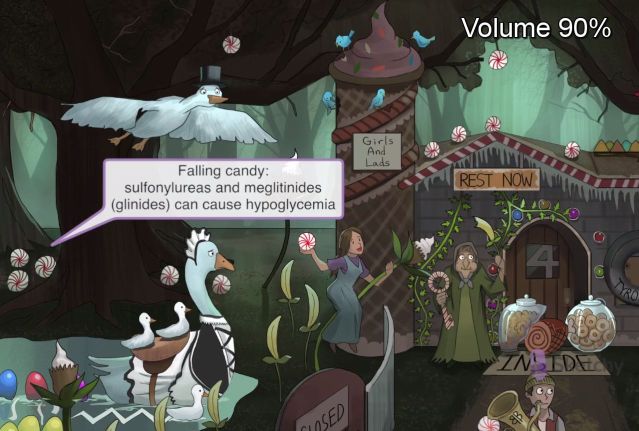 Volume 90%
Girls
And
Lads
Falling candy:
sulfonylureas and meglitinides
(glinides) can cause hypoglycemia
REST NOW
4
INSIDE
CLOSED